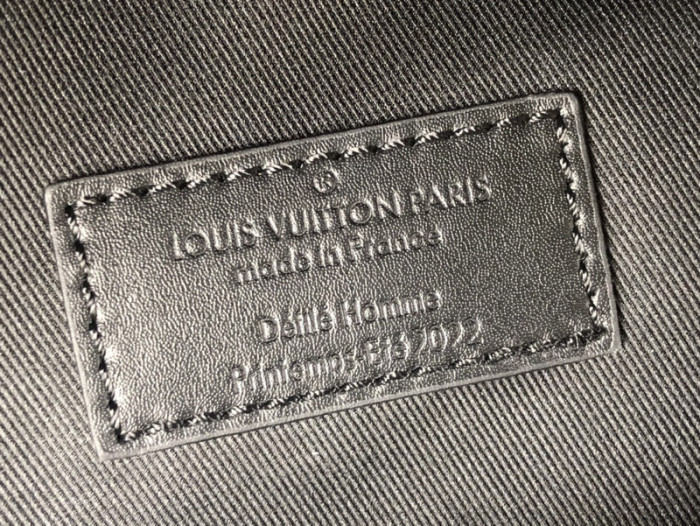 ®
LOUIS VUITTON PARIS
made in France
Défilé Homme
Printemps-Été 2022